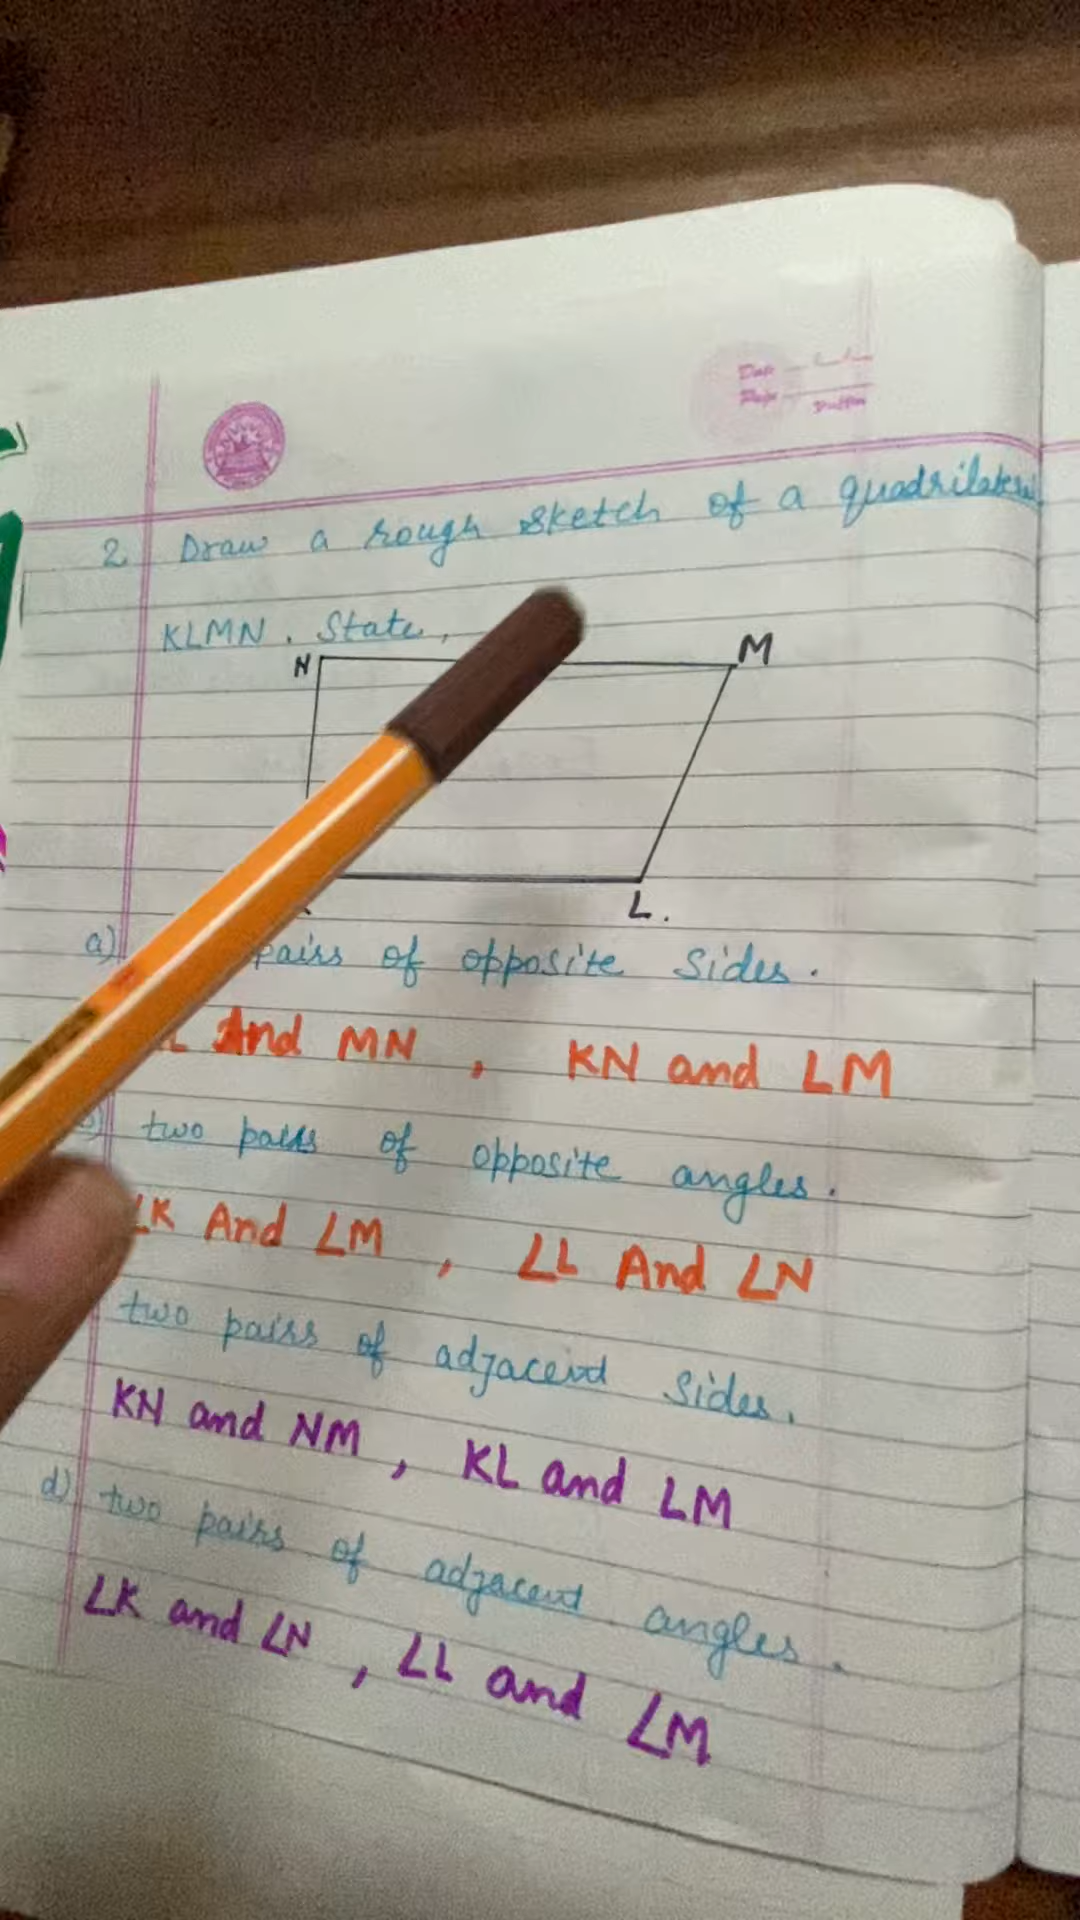 Date
Page
2 Draw a rough sketch of a quadrilateral
KLMN. State,
N M
L.
a) pairs of opposite sides.
And MN, KN and LM
two pairs of opposite angles.
∠K And ∠M, ∠L And ∠N
two pairs of adjacent sides.
KN and NM, KL and LM
d) two pairs of adjacent angles.
∠K and ∠N, ∠L and ∠M